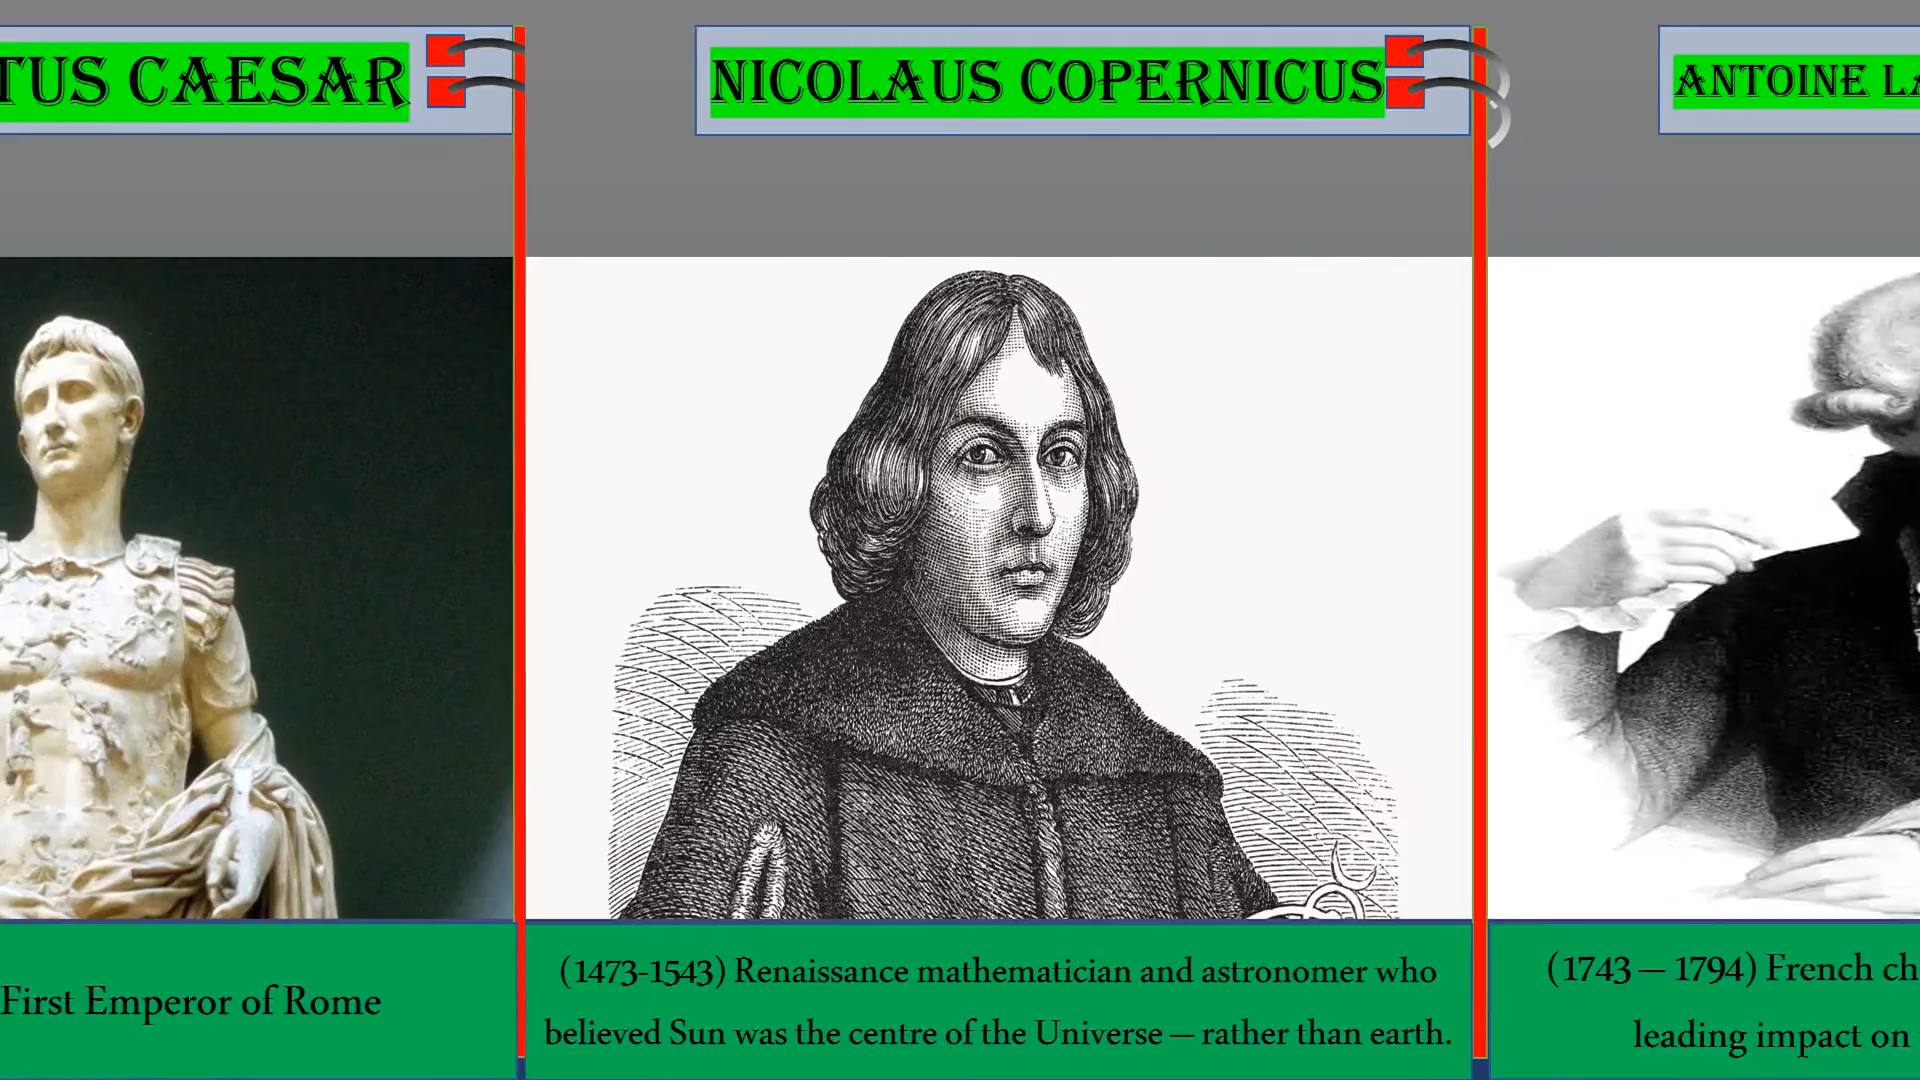 TUS CAESAR
NICOLAUS COPERNICUS
ANTOINE LA
First Emperor of Rome
(1473-1543) Renaissance mathematician and astronomer who
believed Sun was the centre of the Universe — rather than earth.
(1743 — 1794) French ch
leading impact on